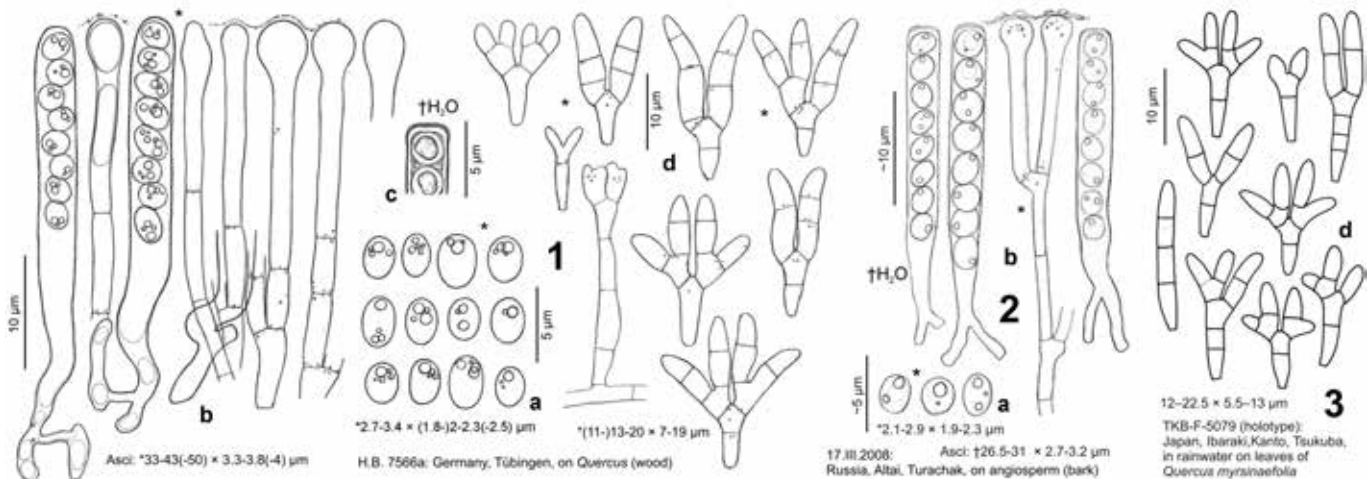 *
†H₂O
c
5 µm
10 µm
b
Asci: *33-43(-50) × 3.3-3.8(-4) µm
*
5 µm
a
*2.7-3.4 × (1.8-)2-2.3(-2.5) µm
H.B. 7566a: Germany, Tübingen, on Quercus (wood)
1
*
10 µm
d
*
*(11-)13-20 × 7-19 µm
~10 µm
†H₂O
b
*
2
~5 µm
*
a
*2.1-2.9 × 1.9-2.3 µm
17.III.2008: Asci: †26.5-31 × 2.7-3.2 µm
Russia, Altai, Turachak, on angiosperm (bark)
10 µm
d
3
12–22.5 × 5.5–13 µm
TKB-F-5079 (holotype):
Japan, Ibaraki,Kanto, Tsukuba,
in rainwater on leaves of
Quercus myrsinaefolia